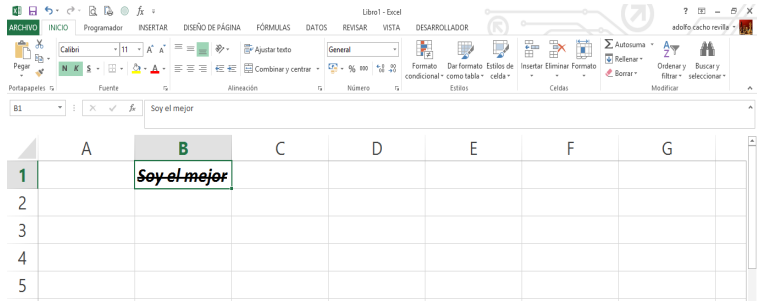 Libro1 - Excel
adolfo cacho revilla
ARCHIVO INICIO Programador INSERTAR DISEÑO DE PÁGINA FÓRMULAS DATOS REVISAR VISTA DESARROLLADOR
Pegar
Portapapeles
Calibri 11
N K S
Fuente
Ajustar texto
Combinar y centrar
Alineación
General
% 000
Número
Formato condicional
Dar formato como tabla
Estilos de celda
Estilos
Insertar Eliminar Formato
Celdas
Autosuma
Rellenar
Borrar
Ordenar y filtrar
Buscar y seleccionar
Modificar
B1 fx Soy el mejor
A B C D E F G
1 Soy el mejor
2
3
4
5